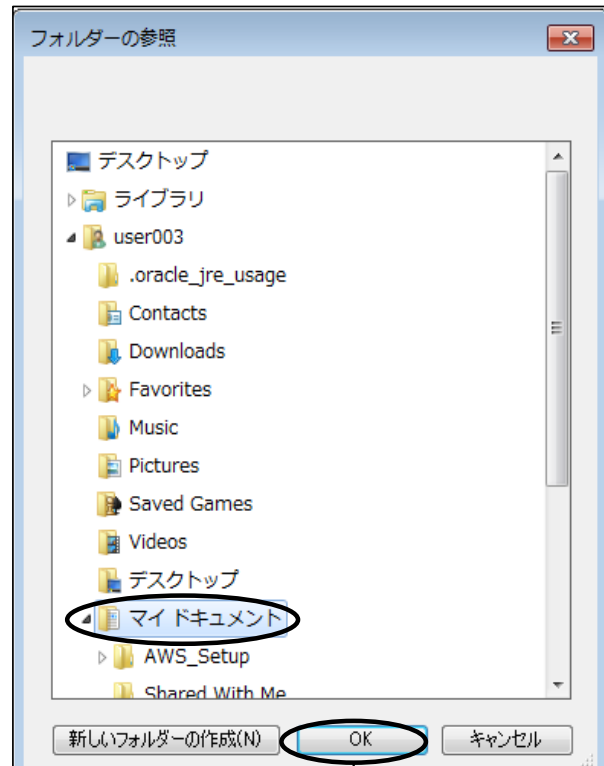 フォルダーの参照
デスクトップ
ライブラリ
user003
.oracle_jre_usage
Contacts
Downloads
Favorites
Music
Pictures
Saved Games
Videos
デスクトップ
マイ ドキュメント
AWS_Setup
Shared With Me
新しいフォルダーの作成(N) OK キャンセル